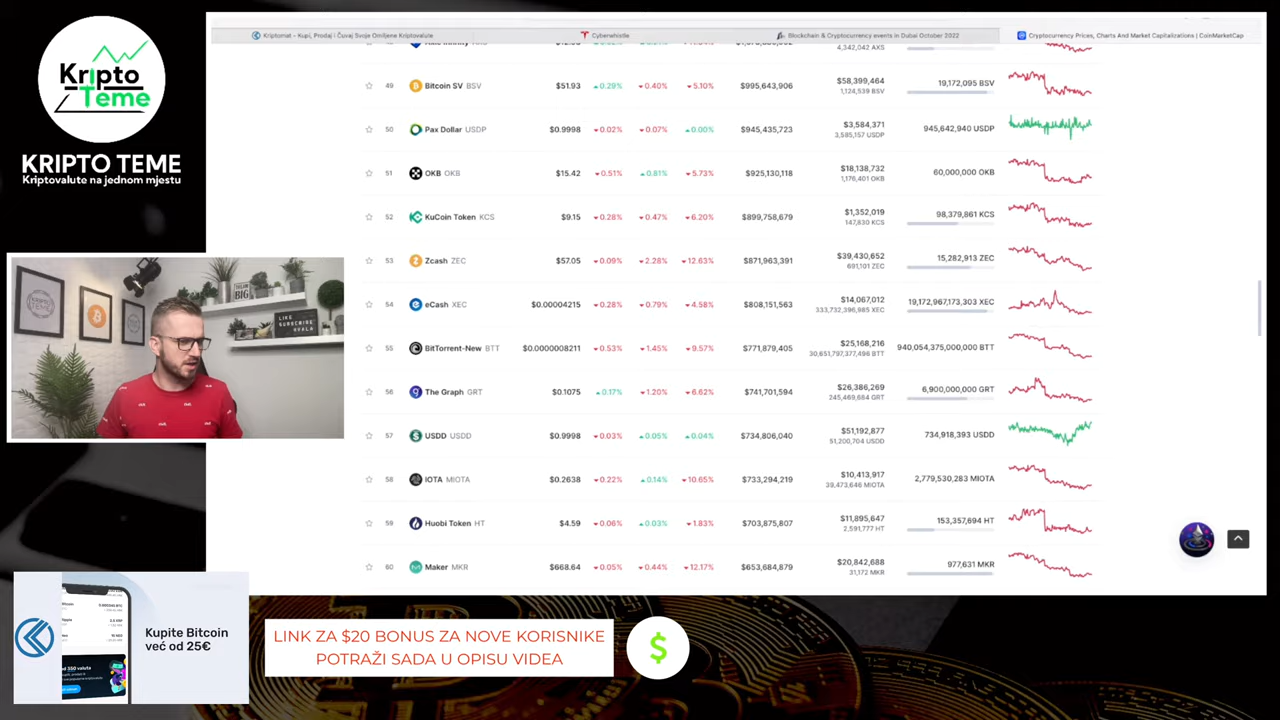 Kriptomat - Kupi, Prodaj i Čuvaj Svoje Omiljene Kriptovalute
Cyberwhistle
Blockchain & Cryptocurrency events in Dubai October 2022
Cryptocurrency Prices, Charts And Market Capitalizations | CoinMarketCap
Kripto
Teme
KRIPTO TEME
Kriptovalute na jednom mjestu
4,342,042 AXS
49 Bitcoin SV BSV $51.93 0.29% 0.40% 5.10% $995,643,906 $58,399,464 19,172,095 BSV
1,124,539 BSV
50 Pax Dollar USDP $0.9998 0.02% 0.07% 0.00% $945,435,723 $3,584,371 945,642,940 USDP
3,585,157 USDP
51 OKB OKB $15.42 0.51% 0.81% 5.73% $925,130,118 $18,138,732 60,000,000 OKB
1,176,401 OKB
52 KuCoin Token KCS $9.15 0.28% 0.47% 6.20% $899,758,679 $1,352,019 98,379,861 KCS
147,830 KCS
53 Zcash ZEC $57.05 0.09% 2.28% 12.63% $871,963,391 $39,430,652 15,282,913 ZEC
691,101 ZEC
54 eCash XEC $0.00004215 0.28% 0.79% 4.58% $808,151,563 $14,067,012 19,172,967,173,303 XEC
333,732,396,985 XEC
55 BitTorrent-New BTT $0.0000008211 0.53% 1.45% 9.57% $771,879,405 $25,168,216 940,054,375,000,000 BTT
30,651,797,377,496 BTT
56 The Graph GRT $0.1075 0.17% 1.20% 6.62% $741,701,594 $26,386,269 6,900,000,000 GRT
245,469,684 GRT
57 USDD USDD $0.9998 0.03% 0.05% 0.04% $734,806,040 $51,192,877 734,918,393 USDD
51,200,704 USDD
58 IOTA MIOTA $0.2638 0.22% 0.14% 10.65% $733,294,219 $10,413,917 2,779,530,283 MIOTA
39,473,646 MIOTA
59 Huobi Token HT $4.59 0.06% 0.03% 1.83% $703,875,807 $11,895,647 153,357,694 HT
2,591,777 HT
60 Maker MKR $668.64 0.05% 0.44% 12.17% $653,684,879 $20,842,688 977,631 MKR
31,172 MKR
BIG
LIKE
SUBSCRIBE
HVALA
Kupite Bitcoin
već od 25€
LINK ZA $20 BONUS ZA NOVE KORISNIKE
POTRAŽI SADA U OPISU VIDEA
$